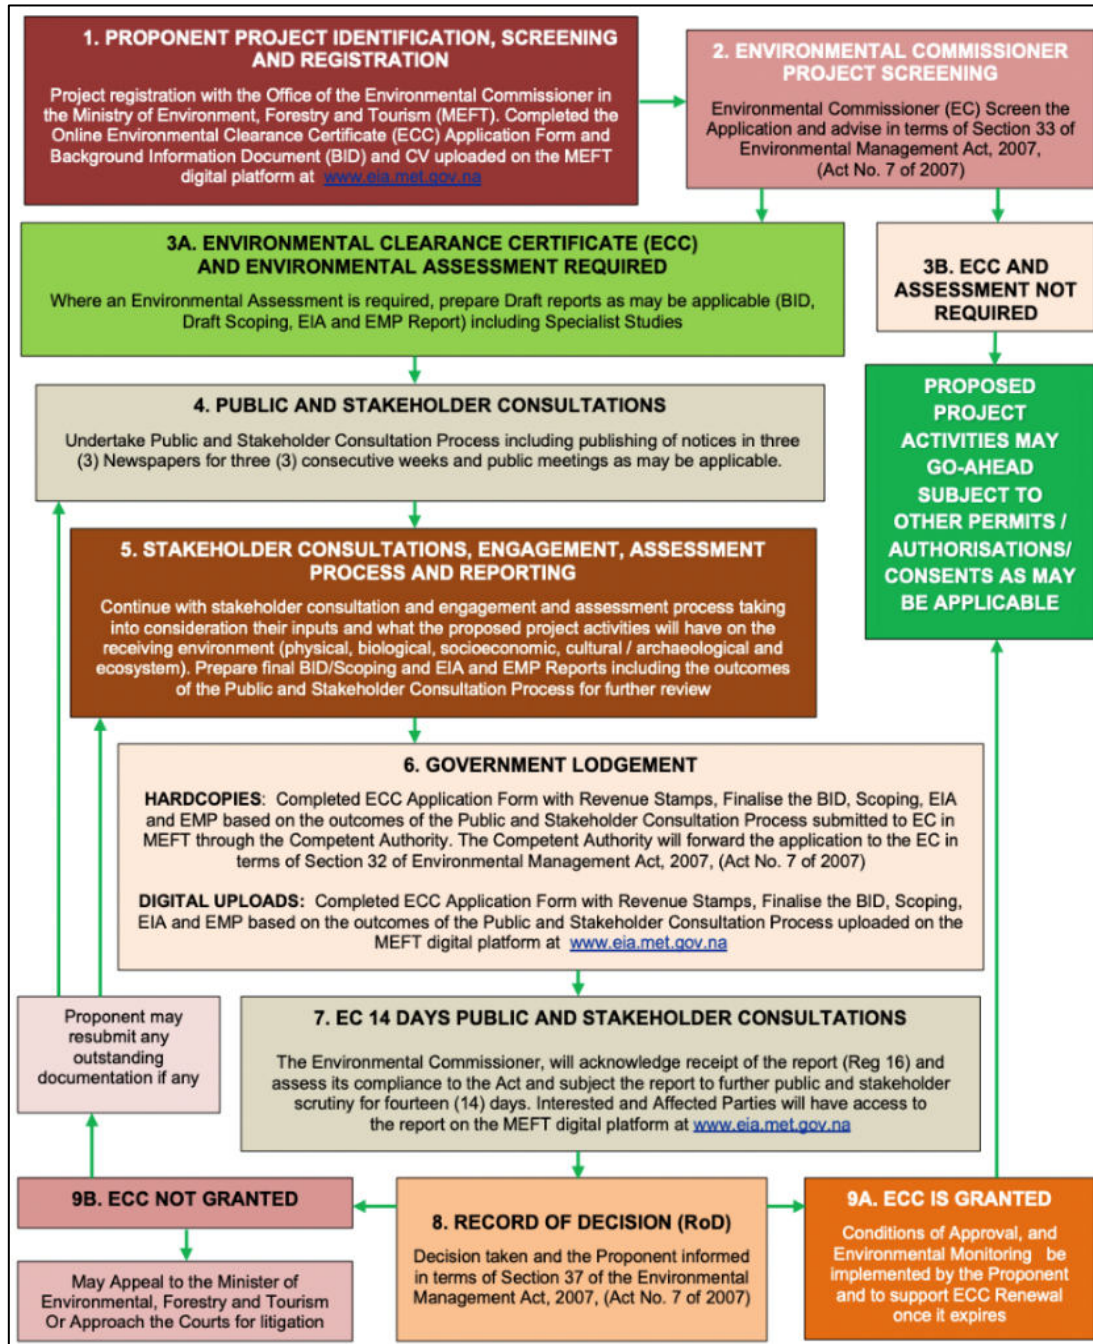 1. PROPONENT PROJECT IDENTIFICATION, SCREENING
AND REGISTRATION
Project registration with the Office of the Environmental Commissioner in
the Ministry of Environment, Forestry and Tourism (MEFT). Completed the
Online Environmental Clearance Certificate (ECC) Application Form and
Background Information Document (BID) and CV uploaded on the MEFT
digital platform at www.eia.met.gov.na
2. ENVIRONMENTAL COMMISSIONER
PROJECT SCREENING
Environmental Commissioner (EC) Screen the
Application and advise in terms of Section 33 of
Environmental Management Act, 2007,
(Act No. 7 of 2007)
3A. ENVIRONMENTAL CLEARANCE CERTIFICATE (ECC)
AND ENVIRONMENTAL ASSESSMENT REQUIRED
Where an Environmental Assessment is required, prepare Draft reports as may be applicable (BID,
Draft Scoping, EIA and EMP Report) including Specialist Studies
3B. ECC AND
ASSESSMENT NOT
REQUIRED
4. PUBLIC AND STAKEHOLDER CONSULTATIONS
Undertake Public and Stakeholder Consultation Process including publishing of notices in three
(3) Newspapers for three (3) consecutive weeks and public meetings as may be applicable.
PROPOSED
PROJECT
ACTIVITIES MAY
GO-AHEAD
SUBJECT TO
OTHER PERMITS /
AUTHORISATIONS/
CONSENTS AS MAY
BE APPLICABLE
5. STAKEHOLDER CONSULTATIONS, ENGAGEMENT, ASSESSMENT
PROCESS AND REPORTING
Continue with stakeholder consultation and engagement and assessment process taking
into consideration their inputs and what the proposed project activities will have on the
receiving environment (physical, biological, socioeconomic, cultural / archaeological and
ecosystem). Prepare final BID/Scoping and EIA and EMP Reports including the outcomes
of the Public and Stakeholder Consultation Process for further review
6. GOVERNMENT LODGEMENT
HARDCOPIES: Completed ECC Application Form with Revenue Stamps, Finalise the BID, Scoping, EIA
and EMP based on the outcomes of the Public and Stakeholder Consultation Process submitted to EC in
MEFT through the Competent Authority. The Competent Authority will forward the application to the EC in
terms of Section 32 of Environmental Management Act, 2007, (Act No. 7 of 2007)
DIGITAL UPLOADS: Completed ECC Application Form with Revenue Stamps, Finalise the BID, Scoping,
EIA and EMP based on the outcomes of the Public and Stakeholder Consultation Process uploaded on the
MEFT digital platform at www.eia.met.gov.na
Proponent may
resubmit any
outstanding
documentation if any
7. EC 14 DAYS PUBLIC AND STAKEHOLDER CONSULTATIONS
The Environmental Commissioner, will acknowledge receipt of the report (Reg 16) and
assess its compliance to the Act and subject the report to further public and stakeholder
scrutiny for fourteen (14) days. Interested and Affected Parties will have access to
the report on the MEFT digital platform at www.eia.met.gov.na
9B. ECC NOT GRANTED
May Appeal to the Minister of
Environmental, Forestry and Tourism
Or Approach the Courts for litigation
8. RECORD OF DECISION (RoD)
Decision taken and the Proponent informed
in terms of Section 37 of the Environmental
Management Act, 2007, (Act No. 7 of 2007)
9A. ECC IS GRANTED
Conditions of Approval, and
Environmental Monitoring be
implemented by the Proponent
and to support ECC Renewal
once it expires